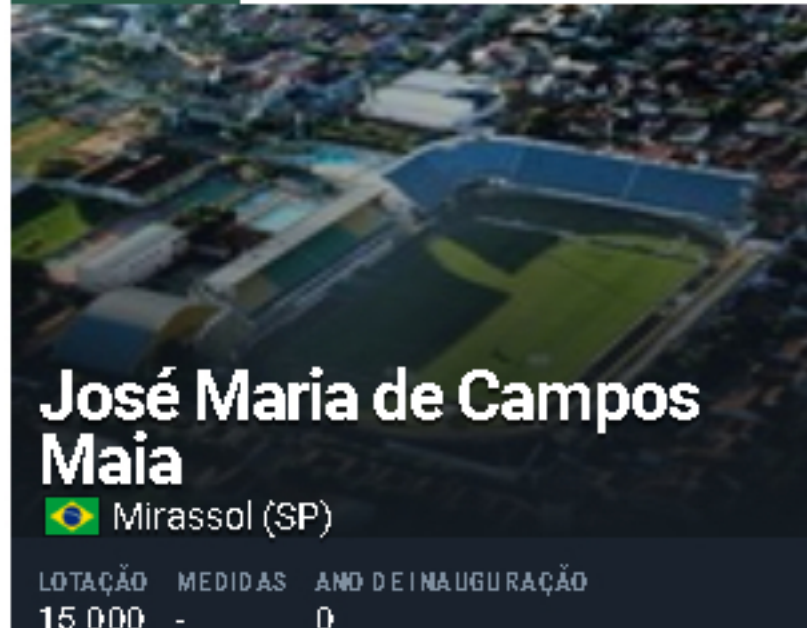 José Maria de Campos
Maia
Mirassol (SP)
LOTAÇÃO MEDIDAS ANO DE INAUGURAÇÃO
15.000 - 0